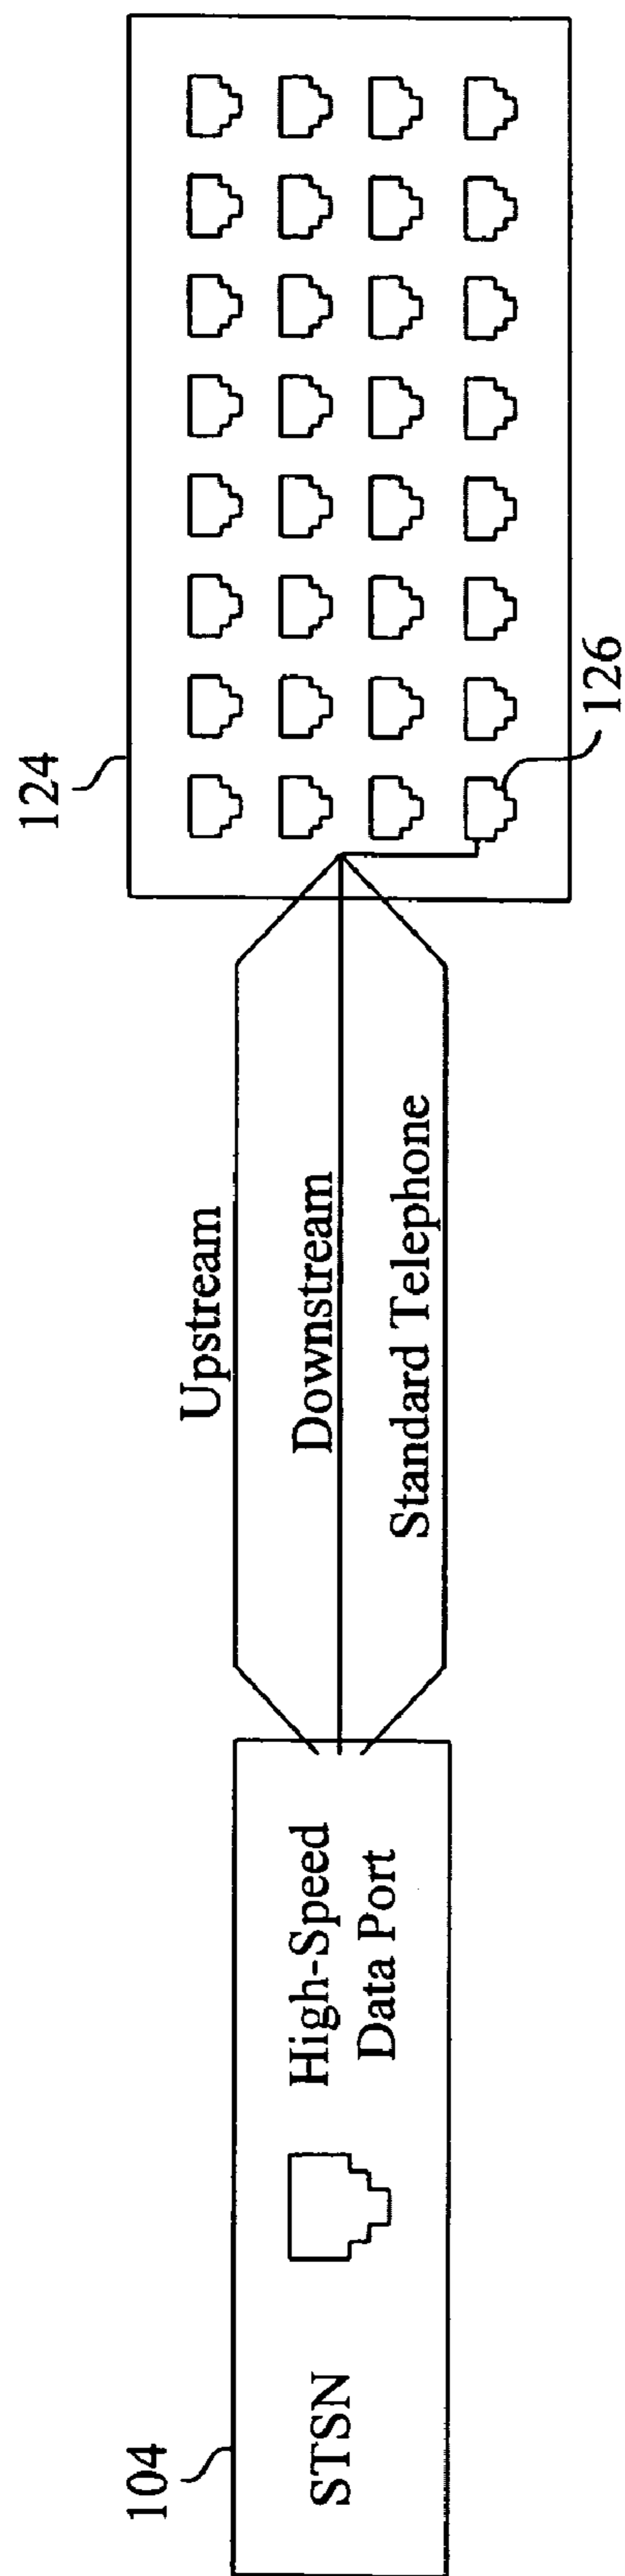 104
STSN
High-Speed
Data Port
Upstream
Downstream
Standard Telephone
124
126